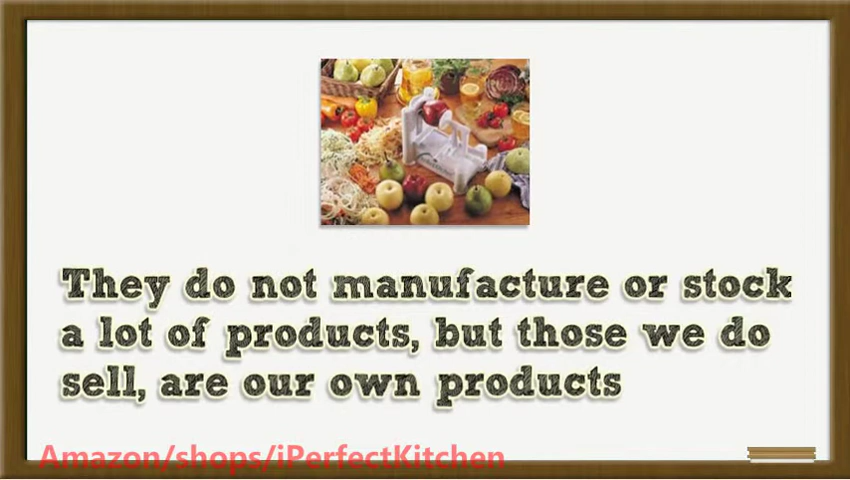 They do not manufacture or stock
a lot of products, but those we do
sell, are our own products
Amazon/shops/iPerfectKitchen